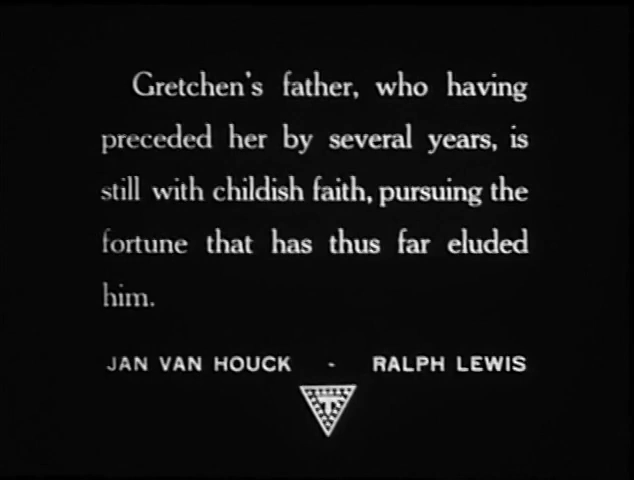 Gretchen's father, who having
preceded her by several years, is
still with childish faith, pursuing the
fortune that has thus far eluded
him.
JAN VAN HOUCK - RALPH LEWIS
T